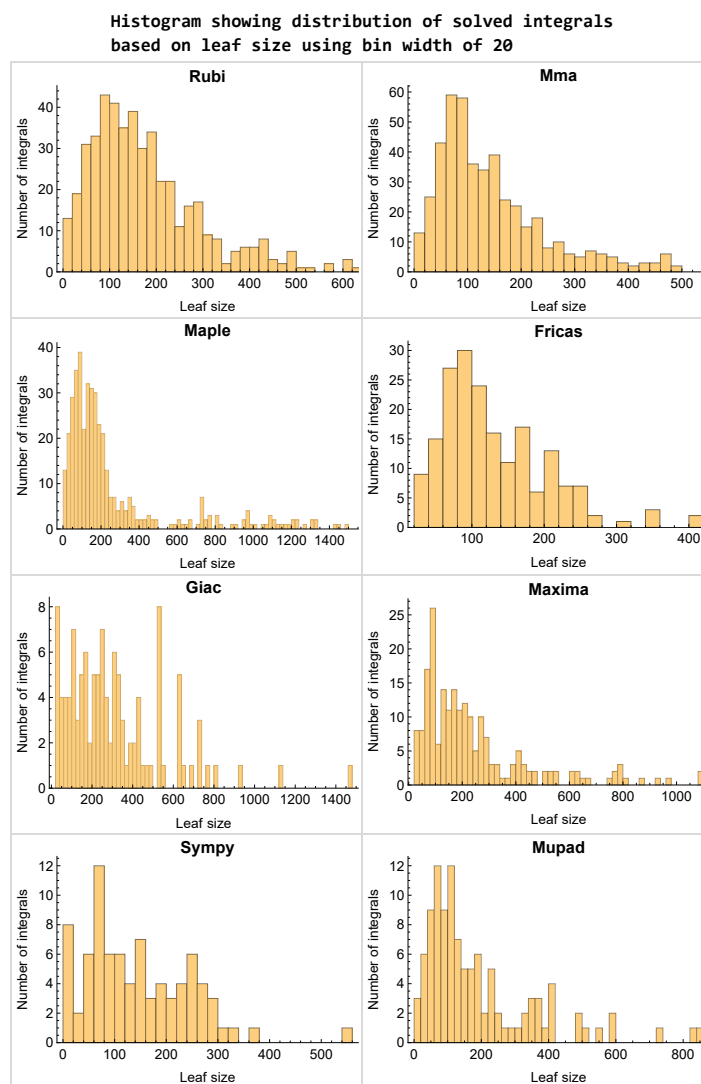 Histogram showing distribution of solved integrals
based on leaf size using bin width of 20
Rubi
Number of integrals
40
30
20
10
0
0 100 200 300 400 500 600
Leaf size
Mma
Number of integrals
60
50
40
30
20
10
0
0 100 200 300 400 500
Leaf size
Maple
Number of integrals
40
30
20
10
0
0 200 400 600 800 1000 1200 1400
Leaf size
Fricas
Number of integrals
30
25
20
15
10
5
0
100 200 300 400
Leaf size
Giac
Number of integrals
8
6
4
2
0
0 200 400 600 800 1000 1200 1400
Leaf size
Maxima
Number of integrals
25
20
15
10
5
0
0 200 400 600 800 1000
Leaf size
Sympy
Number of integrals
12
10
8
6
4
2
0
0 100 200 300 400 500
Leaf size
Mupad
Number of integrals
12
10
8
6
4
2
0
0 200 400 600 800
Leaf size